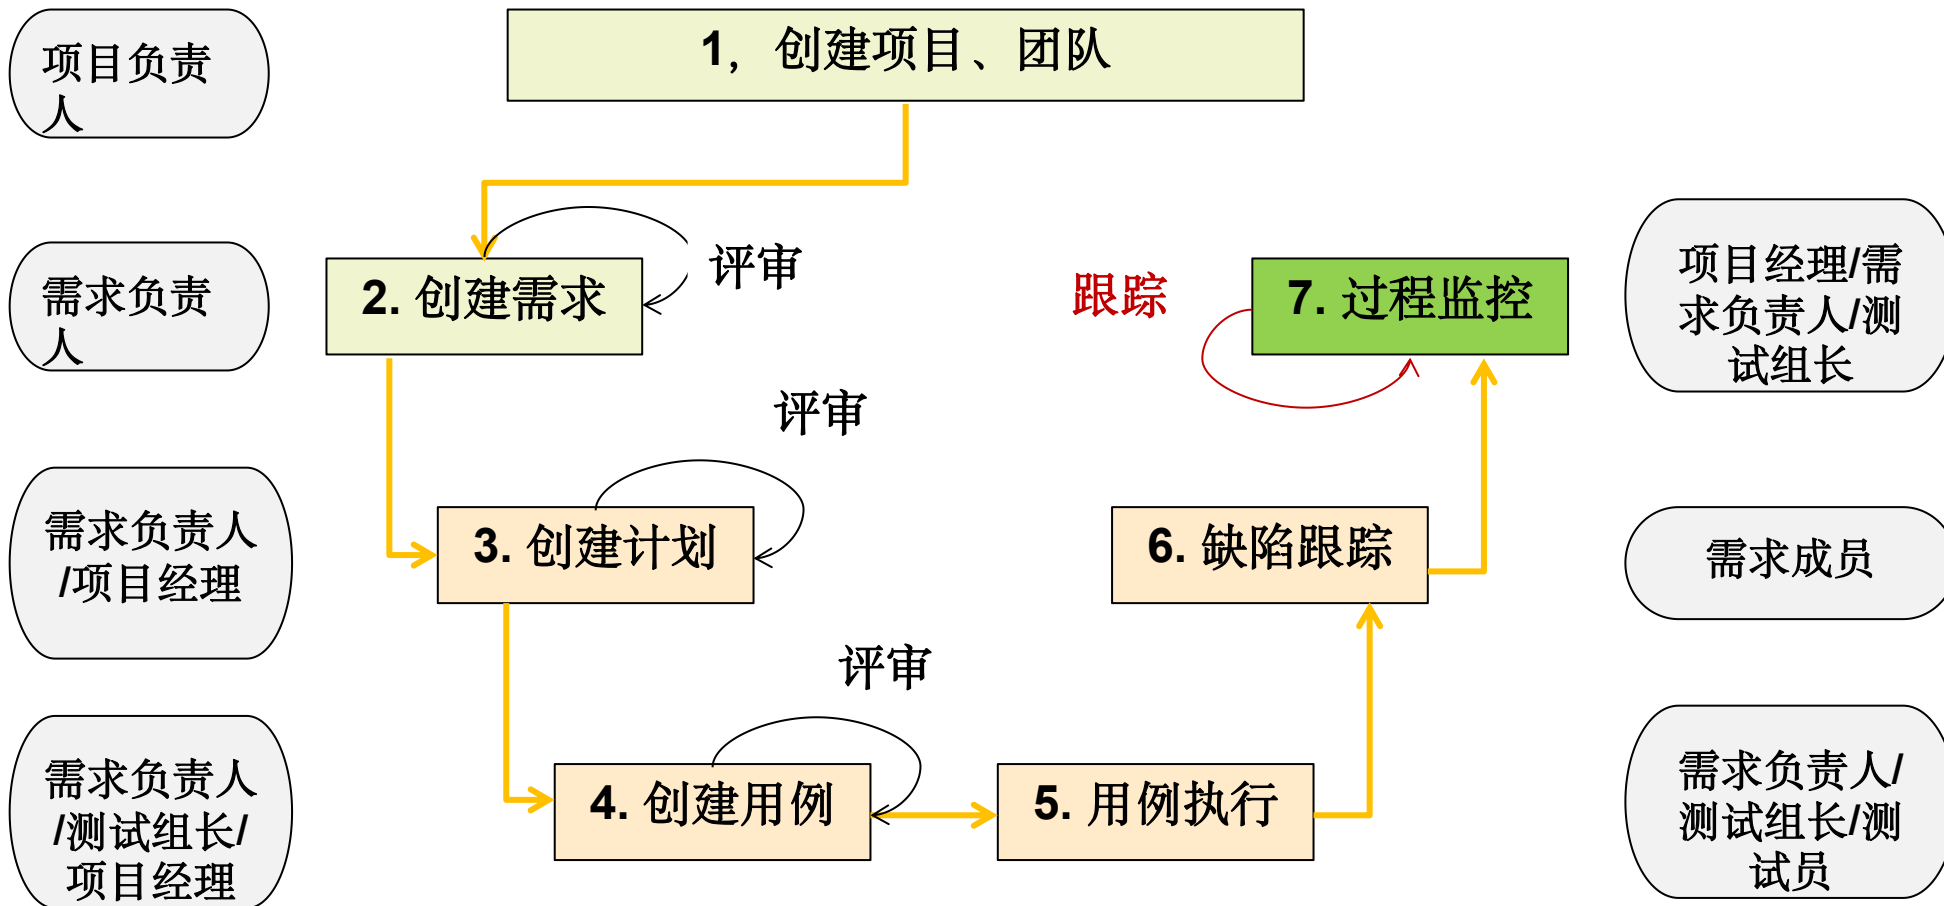 项目负责
人
1，创建项目、团队
需求负责
人
2. 创建需求
评审
跟踪
7. 过程监控
项目经理/需
求负责人/测
试组长
评审
需求负责人
/项目经理
3. 创建计划
6. 缺陷跟踪
需求成员
评审
需求负责人
/测试组长/
项目经理
4. 创建用例
5. 用例执行
需求负责人/
测试组长/测
试员